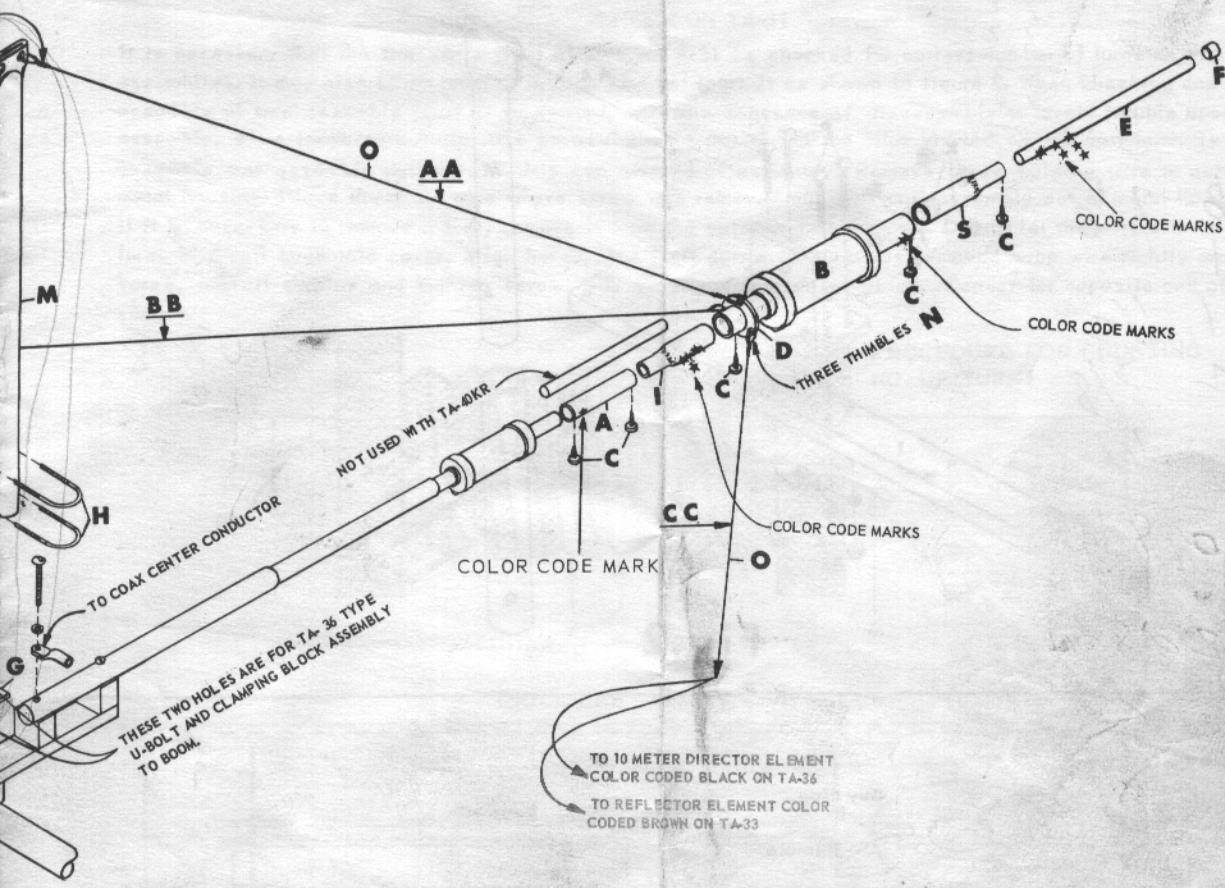 F
E
O
A A
COLOR CODE MARKS
S
C
B
M
B B
C
COLOR CODE MARKS
N
THREE THIMBLES
D
C
I
NOT USED WITH TA-40KR
A
C
H
C C
TO COAX CENTER CONDUCTOR
COLOR CODE MARKS
COLOR CODE MARK
O
G
THESE TWO HOLES ARE FOR TA-36 TYPE
U-BOLT AND CLAMPING BLOCK ASSEMBLY
TO BOOM.
TO 10 METER DIRECTOR ELEMENT
COLOR CODED BLACK ON TA-36
TO REFLECTOR ELEMENT COLOR
CODED BROWN ON TA-33